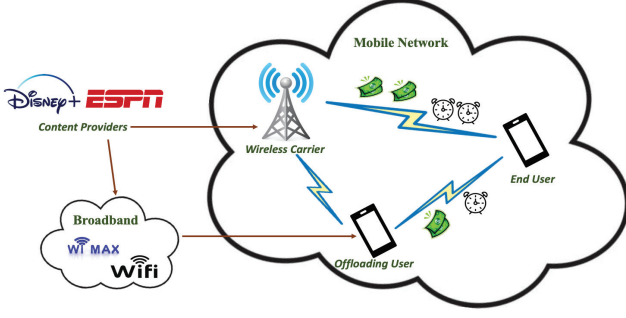 Mobile Network
Disney+
ESPN
Content Providers
Wireless Carrier
End User
Broadband
Wi MAX
Wifi
Offloading User